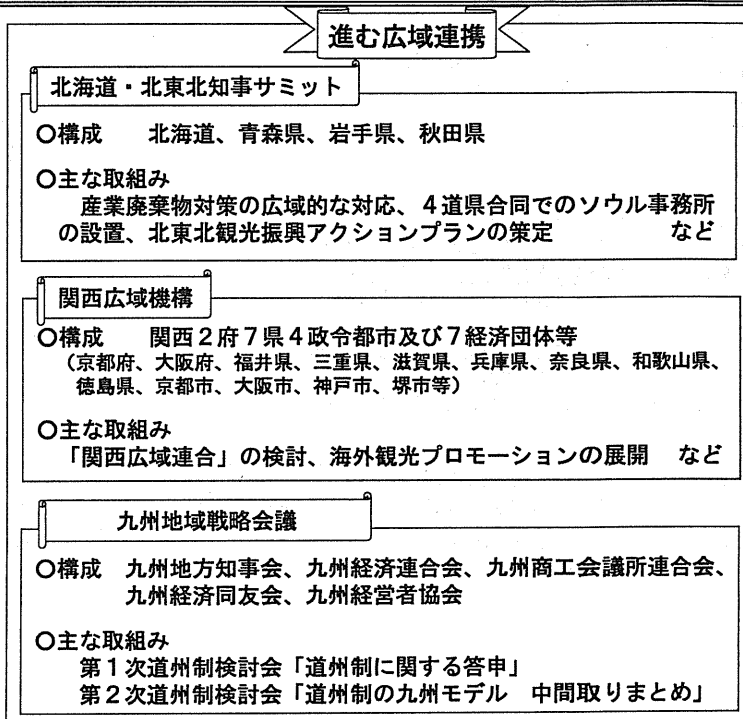 進む広域連携
北海道・北東北知事サミット
○構成　北海道、青森県、岩手県、秋田県
○主な取組み
産業廃棄物対策の広域的な対応、4道県合同でのソウル事務所
の設置、北東北観光振興アクションプランの策定　など
関西広域機構
○構成　関西2府7県4政令都市及び7経済団体等
（京都府、大阪府、福井県、三重県、滋賀県、兵庫県、奈良県、和歌山県、
徳島県、京都市、大阪市、神戸市、堺市等）
○主な取組み
「関西広域連合」の検討、海外観光プロモーションの展開　など
九州地域戦略会議
○構成　九州地方知事会、九州経済連合会、九州商工会議所連合会、
九州経済同友会、九州経営者協会
○主な取組み
第1次道州制検討会「道州制に関する答申」
第2次道州制検討会「道州制の九州モデル　中間取りまとめ」